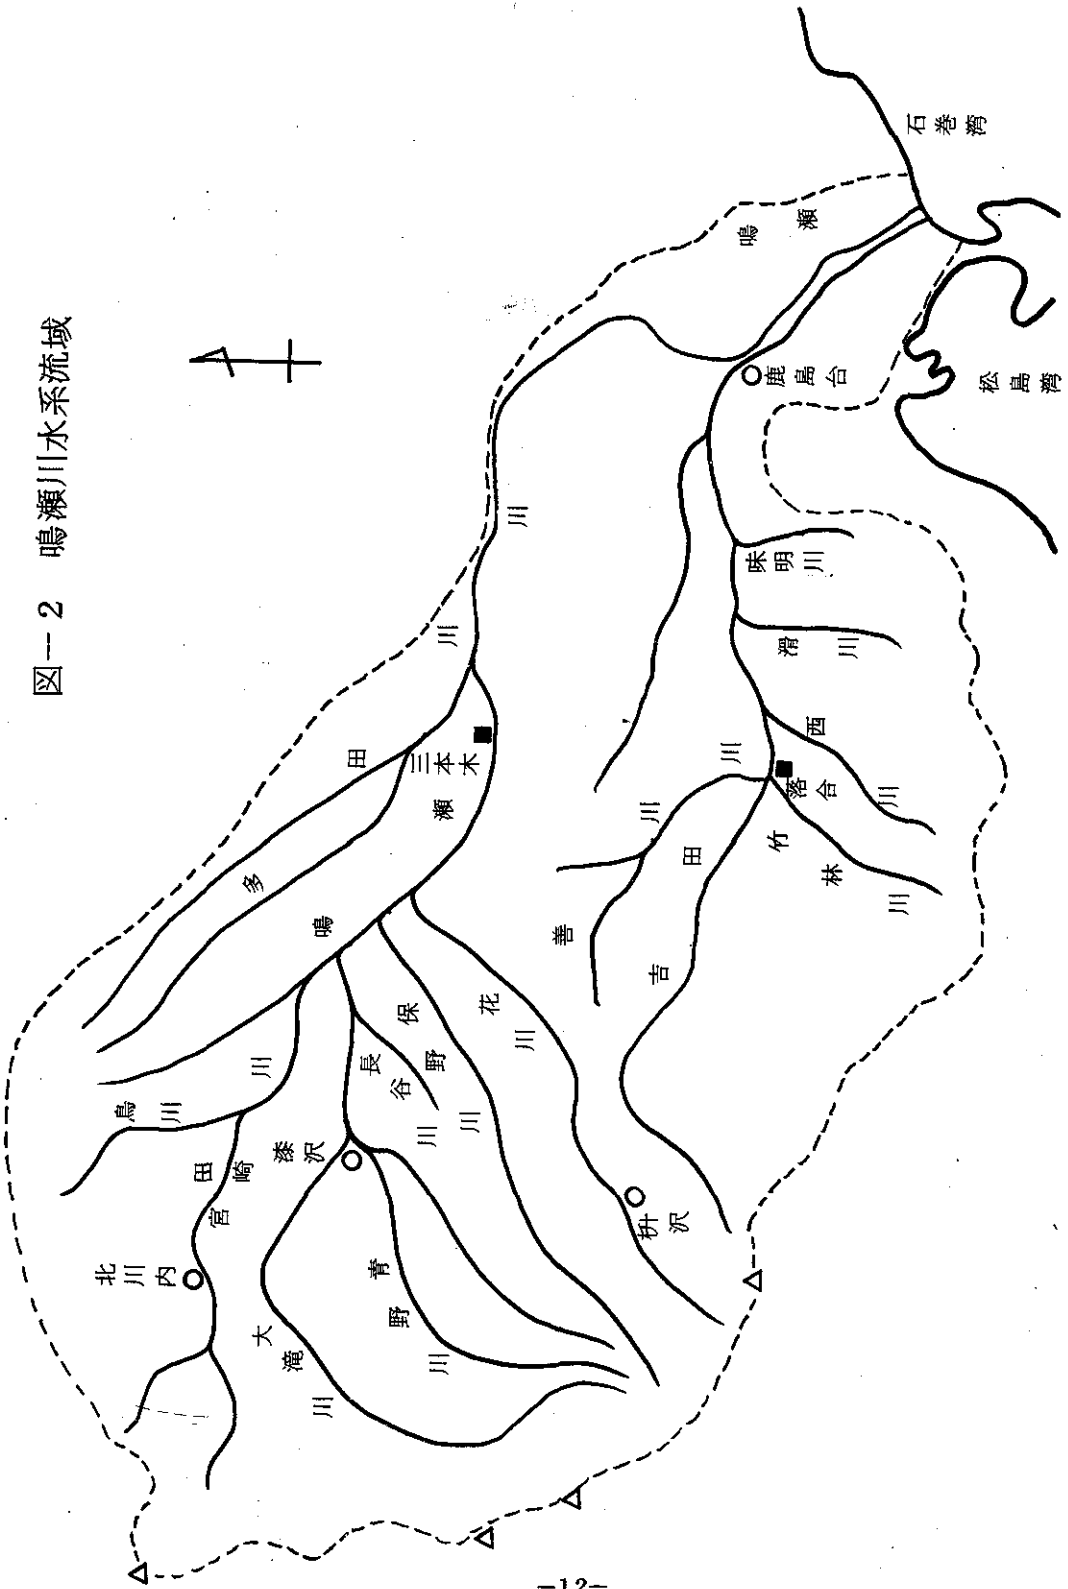 図--2 鳴瀬川水系流域
石巻湾
松島湾
鳴瀬川
鹿島台
多田川
三本木
鳴瀬川
味明川
滑川
西川
落合
竹林川
善川
吉田川
花川
保野川
長谷川
漆沢
鳥川
田川
宮崎
北川内
大滝川
青野川
枡沢
-12-